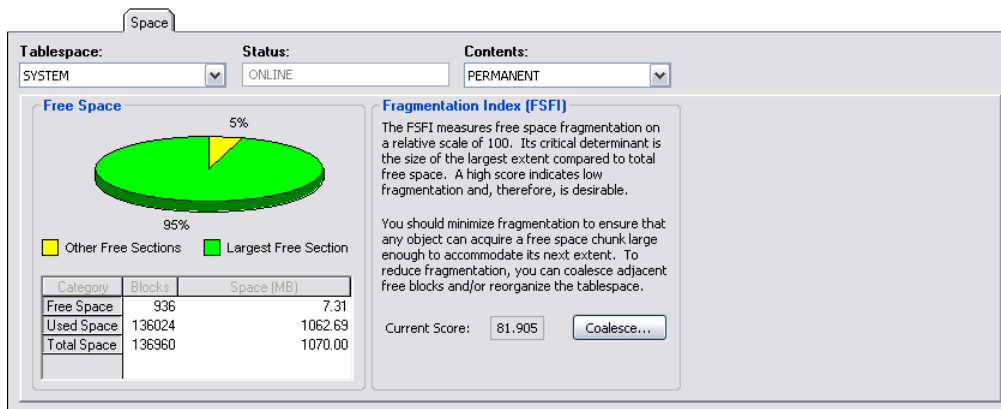 Space
Tablespace: Status: Contents:
SYSTEM ONLINE PERMANENT
Free Space
5%
95%
Other Free Sections Largest Free Section
Category Blocks Space (MB)
Free Space 936 7.31
Used Space 136024 1062.69
Total Space 136960 1070.00
Fragmentation Index (FSFI)
The FSFI measures free space fragmentation on
a relative scale of 100. Its critical determinant is
the size of the largest extent compared to total
free space. A high score indicates low
fragmentation and, therefore, is desirable.
You should minimize fragmentation to ensure that
any object can acquire a free space chunk large
enough to accommodate its next extent. To
reduce fragmentation, you can coalesce adjacent
free blocks and/or reorganize the tablespace.
Current Score: 81.905 Coalesce...